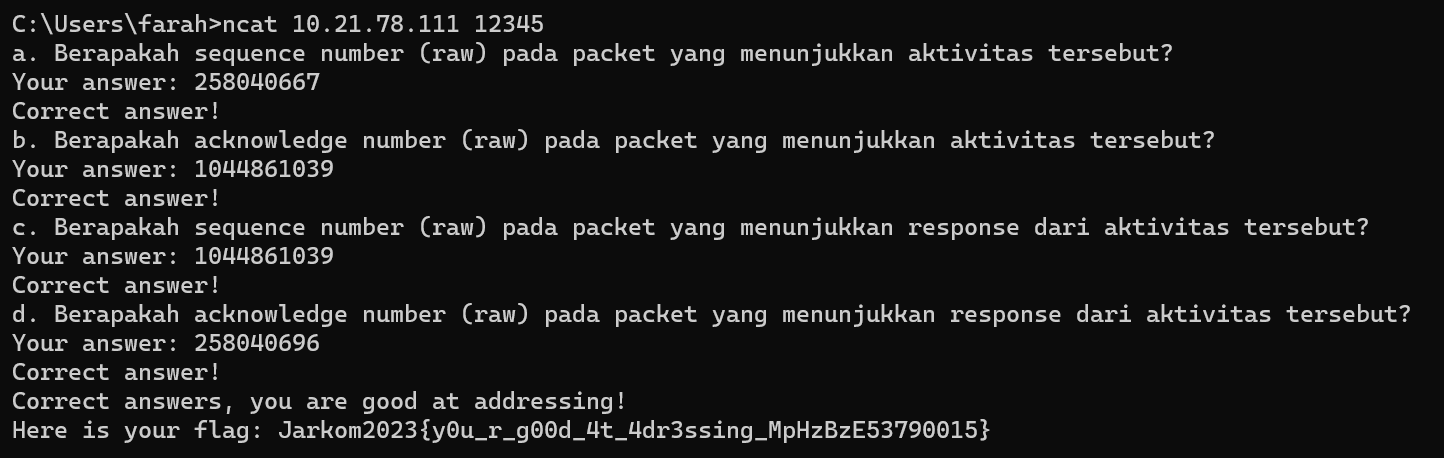 C:\Users\farah>ncat 10.21.78.111 12345
a. Berapakah sequence number (raw) pada packet yang menunjukkan aktivitas tersebut?
Your answer: 258040667
Correct answer!
b. Berapakah acknowledge number (raw) pada packet yang menunjukkan aktivitas tersebut?
Your answer: 1044861039
Correct answer!
c. Berapakah sequence number (raw) pada packet yang menunjukkan response dari aktivitas tersebut?
Your answer: 1044861039
Correct answer!
d. Berapakah acknowledge number (raw) pada packet yang menunjukkan response dari aktivitas tersebut?
Your answer: 258040696
Correct answer!
Correct answers, you are good at addressing!
Here is your flag: Jarkom2023{y0u_r_g00d_4t_4dr3ssing_MpHzBzE53790015}